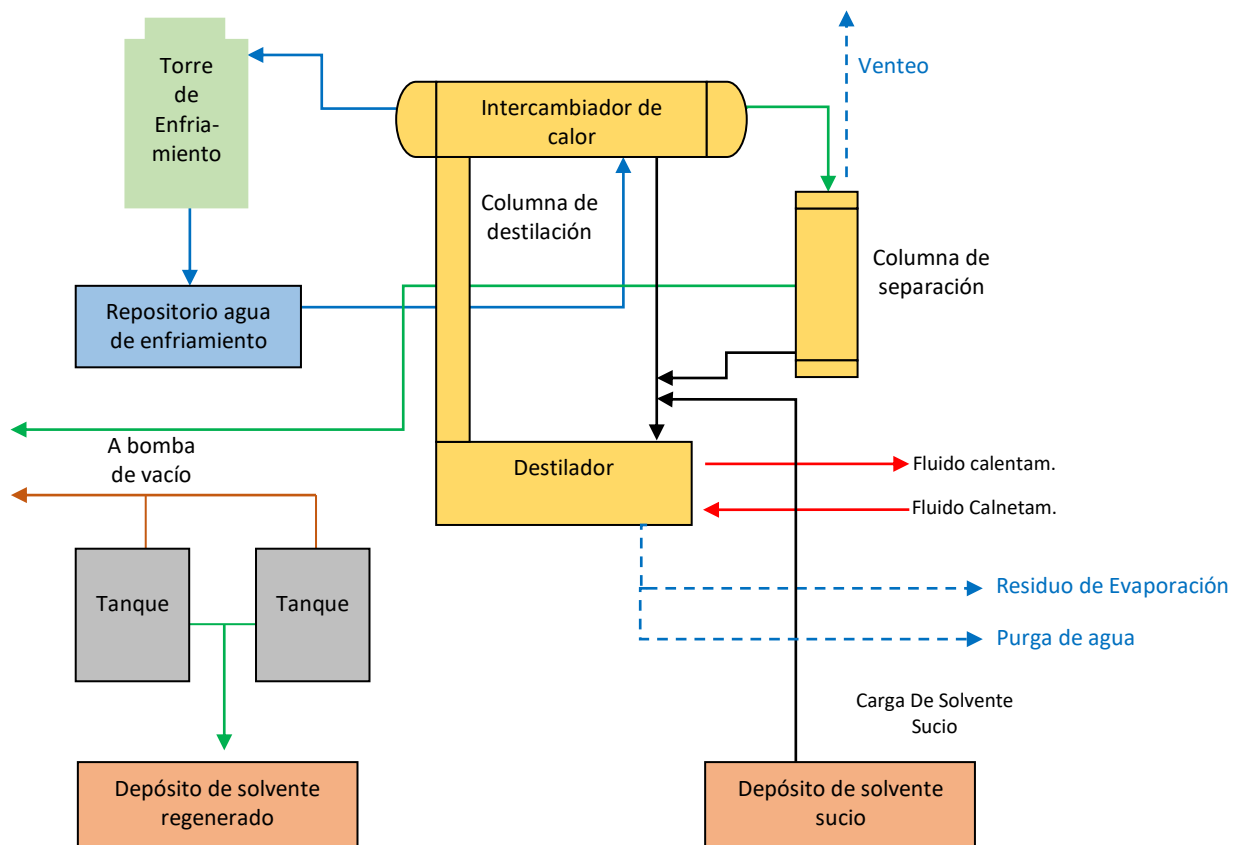 Torre
de
Enfria-
miento
Intercambiador de
calor
Venteo
Columna de
destilación
Columna de
separación
Repositorio agua
de enfriamiento
A bomba
de vacío
Destilador
Fluido calentam.
Fluido Calnetam.
Tanque
Tanque
Residuo de Evaporación
Purga de agua
Carga De Solvente
Sucio
Depósito de solvente
regenerado
Depósito de solvente
sucio